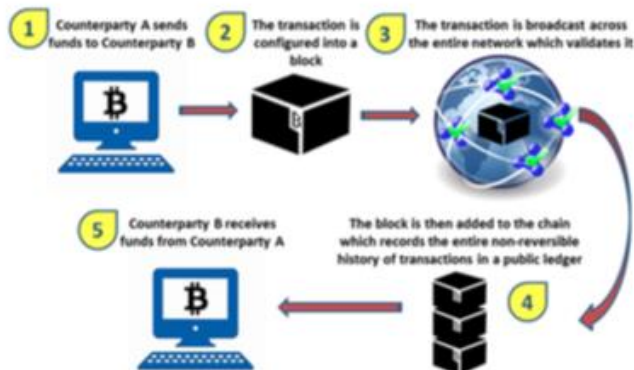 1
Counterparty A sends
funds to Counterparty B
2
The transaction is
configured into a
block
3
The transaction is broadcast across
the entire network which validates it
5
Counterparty B receives
funds from Counterparty A
The block is then added to the chain
which records the entire non-reversible
history of transactions in a public ledger
4